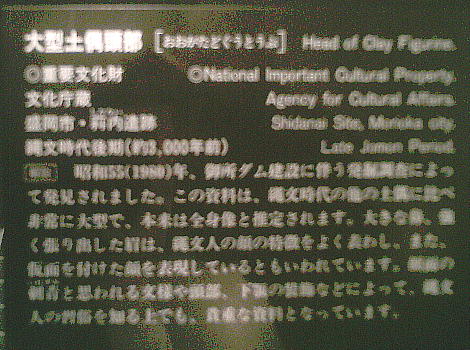 大型土偶頭部 [おおがたどぐうとうぶ] Head of Clay Figurine.
◎重要文化財 ◎National Important Cultural Property.
文化庁蔵 Agency for Cultural Affairs.
盛岡市・萪内遺跡 Shidanai Site, Morioka city.
縄文時代後期(約3,000年前) Late Jomon Period.
昭和55(1980)年、御所ダム建設に伴う発掘調査によっ
て発見されました。この資料は、縄文時代の他の土偶に比べ
非常に大型で、本来は全身像と推定されます。大きな鼻、
く張り出した眉は、縄文人の顔の特徴をよく表わし、また、
仮面を付けた顔を表現しているともいわれています。
と思われる文様や頭部、下顎の装飾などによって、縄文
人の習俗を知る上でも、貴重な資料となっています。